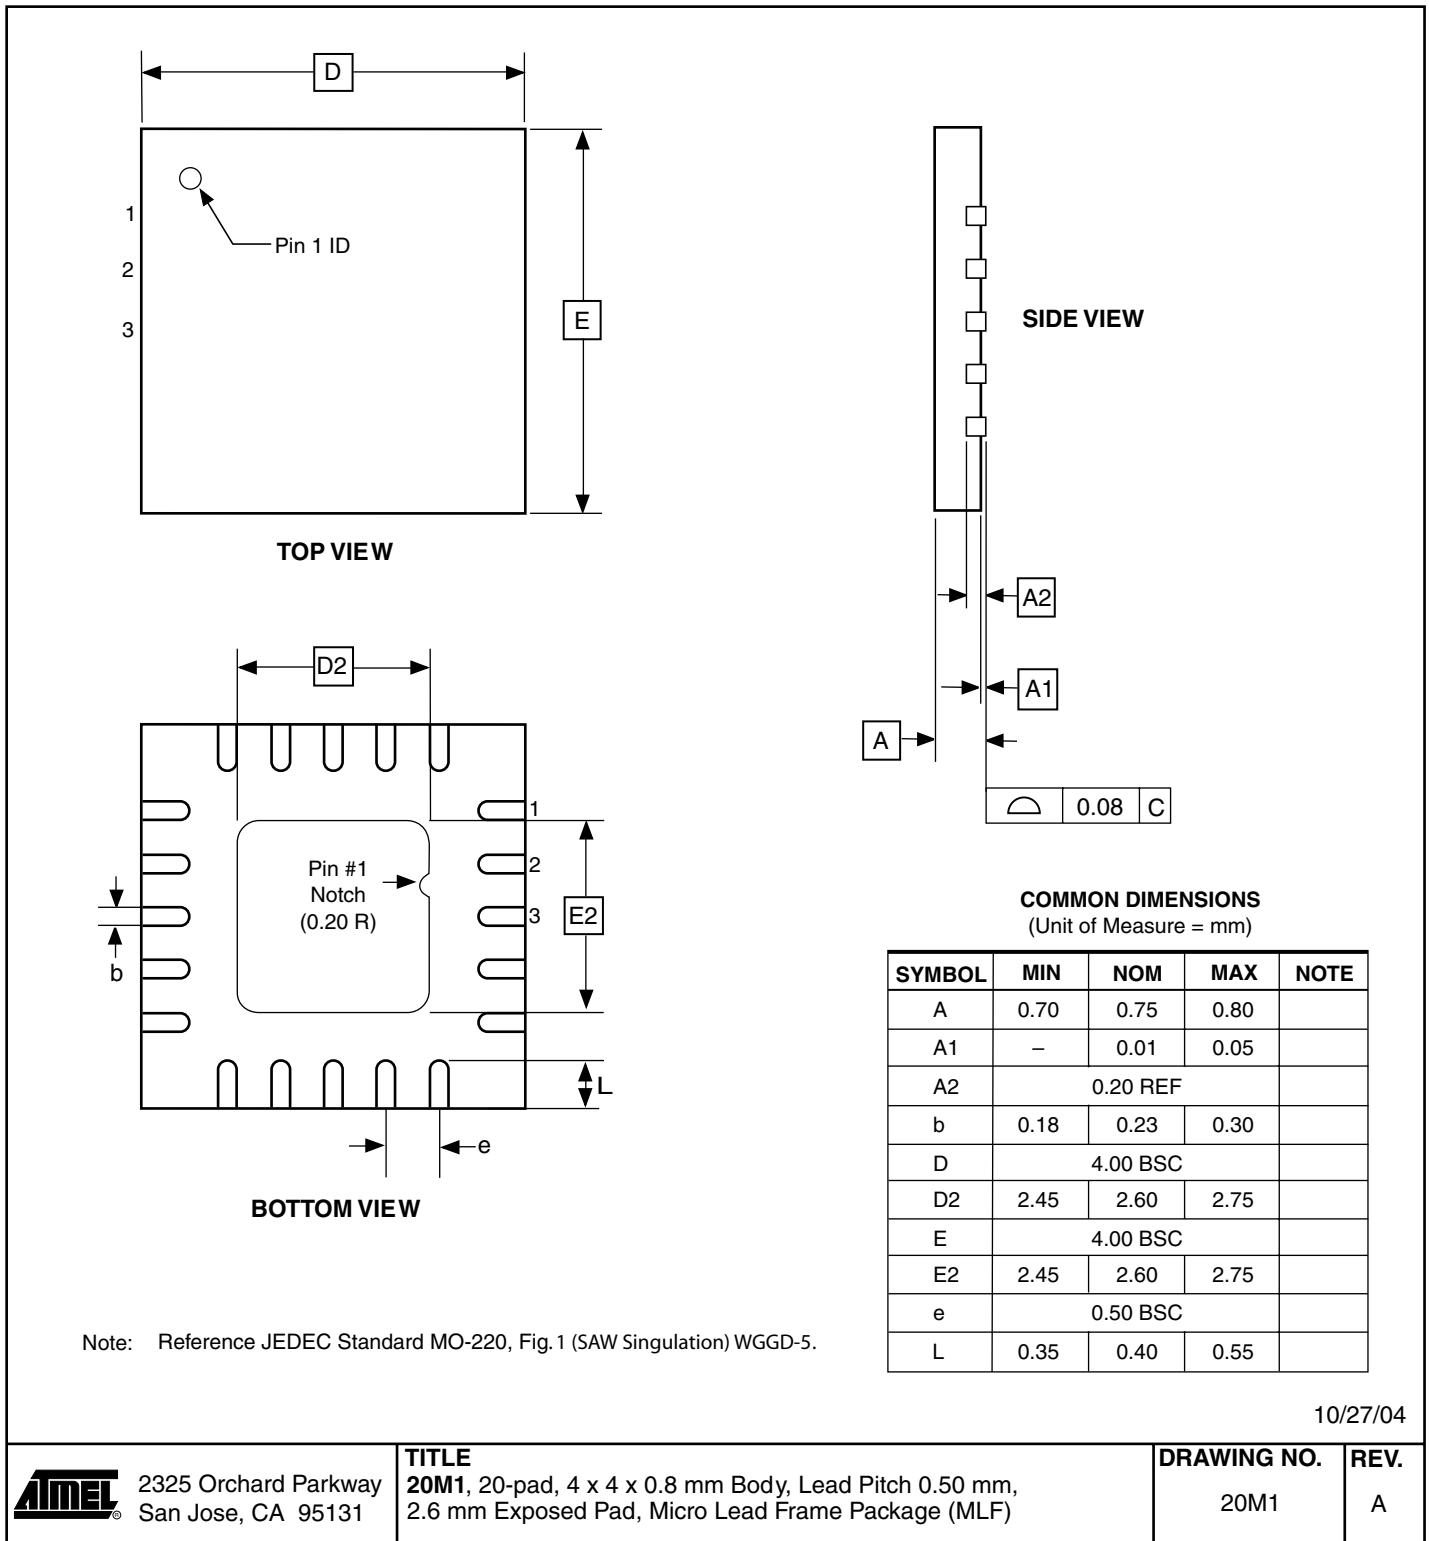 D
1
2
3
Pin 1 ID
E
TOP VIEW
SIDE VIEW
A2
A1
A
0.08 C
D2
1
2
3
Pin #1
Notch
(0.20 R)
E2
b
L
e
BOTTOM VIEW
COMMON DIMENSIONS
(Unit of Measure = mm)
SYMBOL MIN NOM MAX NOTE
A 0.70 0.75 0.80
A1 – 0.01 0.05
A2 0.20 REF
b 0.18 0.23 0.30
D 4.00 BSC
D2 2.45 2.60 2.75
E 4.00 BSC
E2 2.45 2.60 2.75
e 0.50 BSC
L 0.35 0.40 0.55
Note: Reference JEDEC Standard MO-220, Fig. 1 (SAW Singulation) WGGD-5.
10/27/04
ATMEL ®
2325 Orchard Parkway
San Jose, CA 95131
TITLE
20M1, 20-pad, 4 x 4 x 0.8 mm Body, Lead Pitch 0.50 mm,
2.6 mm Exposed Pad, Micro Lead Frame Package (MLF)
DRAWING NO.
20M1
REV.
A